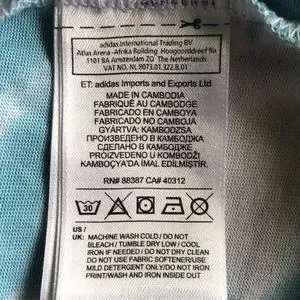 adidas International Trading BV
Atlas Arena -Afrika Building Hoogoorddreef 9a
1101 BA Amsterdam ZO The Netherlands
VAT NO. NL 8073.01.322.B.01
ET: adidas Imports and Exports Ltd
MADE IN CAMBODIA
FABRIQUÉ AU CAMBODGE
FABRICADO EN CAMBOYA
FABRICADO NO CAMBOJA
GYÁRTVA: KAMBODZSA
ПРОИЗВЕДЕНО В КАМБОДЖА
СДЕЛАНО В КАМБОДЖЕ
PROIZVEDENO U KOMBODŽI
KAMBOÇYA'DA İMAL EDİLMİŞTİR.
RN# 88387 CA# 40312
30
US /
UK: MACHINE WASH COLD / DO NOT
BLEACH / TUMBLE DRY LOW / COOL
IRON IF NEEDED / DO NOT DRY CLEAN
DO NOT USE FABRIC SOFTENER/USE
MILD DETERGENT ONLY/DO NOT IRON
PRINT/WASH AND IRON INSIDE OUT